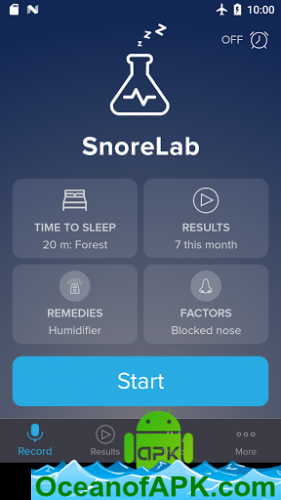 10:00
OFF
SnoreLab
TIME TO SLEEP
20 m: Forest
RESULTS
7 this month
REMEDIES
Humidifier
FACTORS
Blocked nose
Start
Record
Results
More
APK
OceanofAPK.com